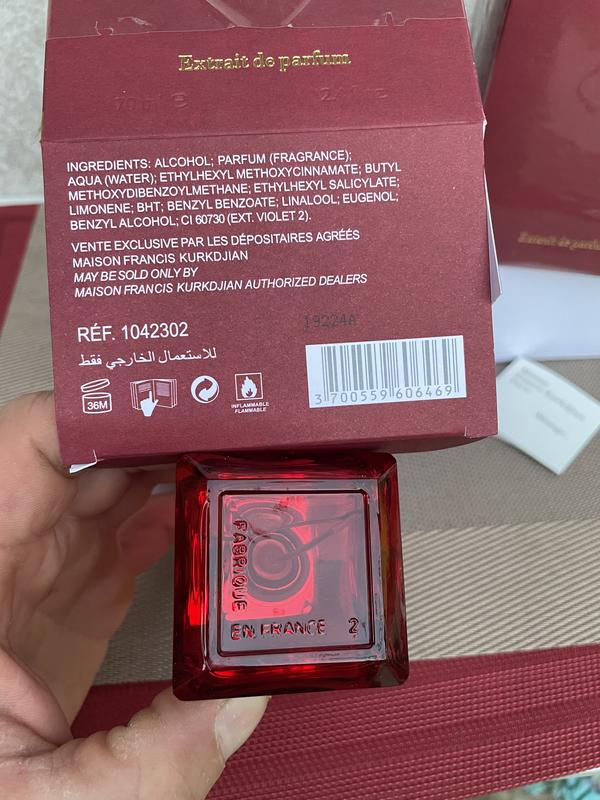 Extrait de parfum
INGREDIENTS: ALCOHOL; PARFUM (FRAGRANCE);
AQUA (WATER); ETHYLHEXYL METHOXYCINNAMATE; BUTYL
METHOXYDIBENZOYLMETHANE; ETHYLHEXYL SALICYLATE;
LIMONENE; BHT; BENZYL BENZOATE; LINALOOL; EUGENOL;
BENZYL ALCOHOL; CI 60730 (EXT. VIOLET 2).
VENTE EXCLUSIVE PAR LES DÉPOSITAIRES AGRÉÉS
MAISON FRANCIS KURKDJIAN
MAY BE SOLD ONLY BY
MAISON FRANCIS KURKDJIAN AUTHORIZED DEALERS
19224A
RÉF. 1042302
للاستعمال الخارجي فقط
36M
INFLAMMABLE
FLAMMABLE
3 700559 606469
Extrait de parfum
Kurkdjian
FABRIQUÉ
EN FRANCE 2